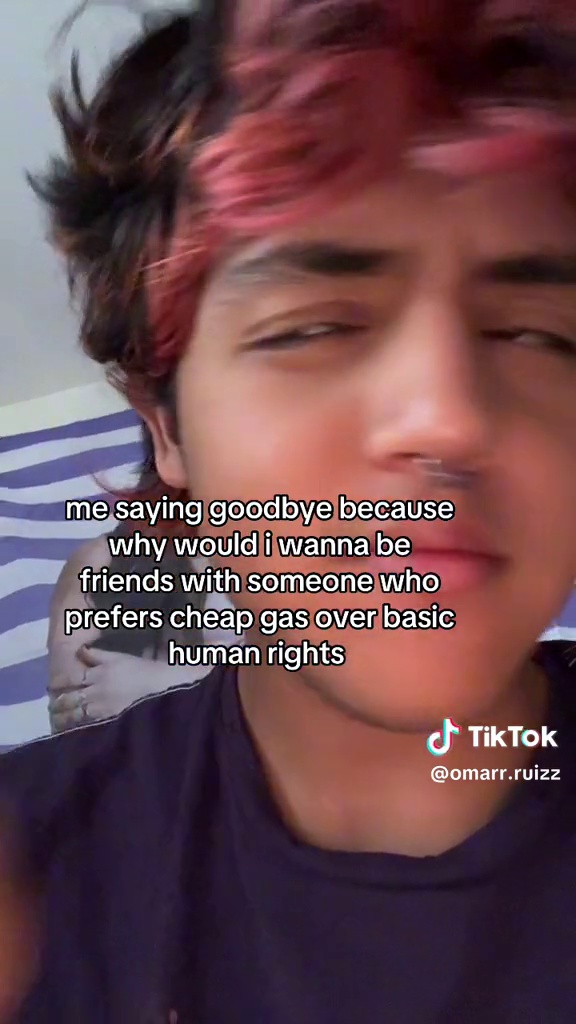 me saying goodbye because
why would i wanna be
friends with someone who
prefers cheap gas over basic
human rights
TikTok
@omarr.ruizz